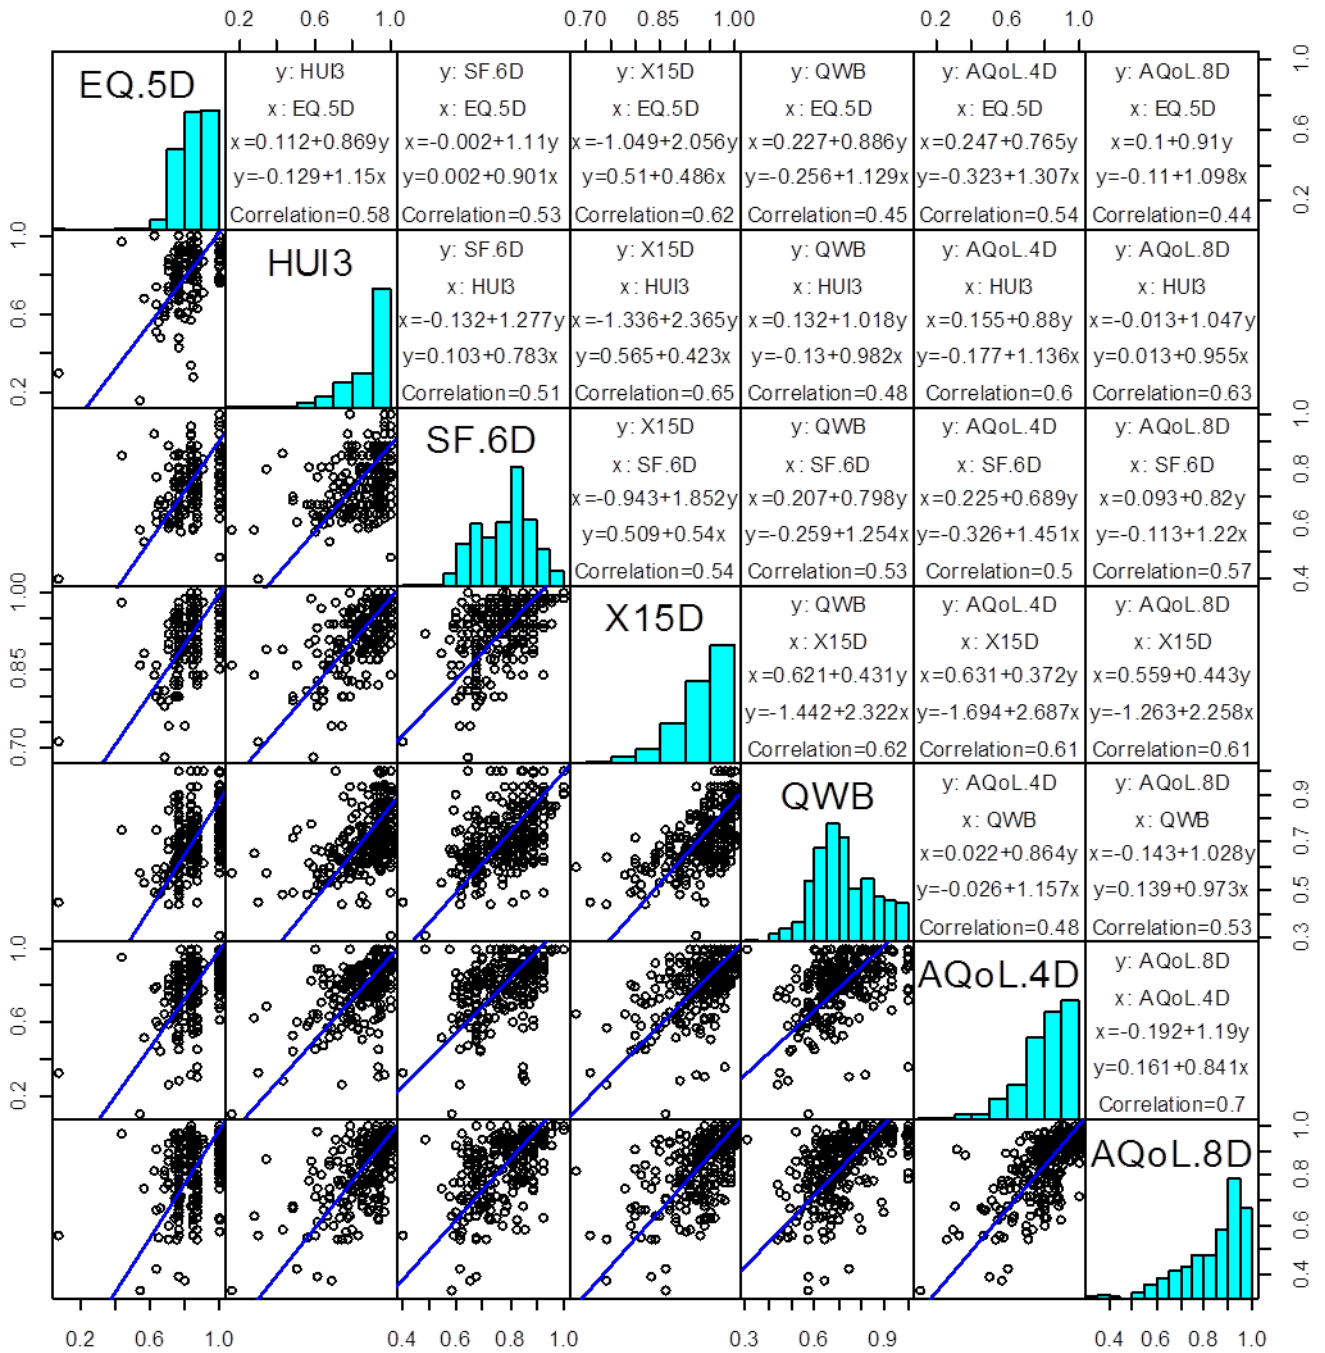 0.2 0.6 1.0 0.70 0.85 1.00 0.2 0.6 1.0
EQ.5D
y: HUI3
x: EQ.5D
x=0.112+0.869y
y=-0.129+1.15x
Correlation=0.58
y: SF.6D
x: EQ.5D
x=-0.002+1.11y
y=0.002+0.901x
Correlation=0.53
y: X15D
x: EQ.5D
x=-1.049+2.056y
y=0.51+0.486x
Correlation=0.62
y: QWB
x: EQ.5D
x=0.227+0.886y
y=-0.256+1.129x
Correlation=0.45
y: AQoL.4D
x: EQ.5D
x=0.247+0.765y
y=-0.323+1.307x
Correlation=0.54
y: AQoL.8D
x: EQ.5D
x=0.1+0.91y
y=-0.11+1.098x
Correlation=0.44
0.2 0.6 1.0
0.2 0.6 1.0
HUI3
y: SF.6D
x: HUI3
x=-0.132+1.277y
y=0.103+0.783x
Correlation=0.51
y: X15D
x: HUI3
x=-1.336+2.365y
y=0.565+0.423x
Correlation=0.65
y: QWB
x: HUI3
x=0.132+1.018y
y=-0.13+0.982x
Correlation=0.48
y: AQoL.4D
x: HUI3
x=0.155+0.88y
y=-0.177+1.136x
Correlation=0.6
y: AQoL.8D
x: HUI3
x=-0.013+1.047y
y=0.013+0.955x
Correlation=0.63
SF.6D
y: X15D
x: SF.6D
x=-0.943+1.852y
y=0.509+0.54x
Correlation=0.54
y: QWB
x: SF.6D
x=0.207+0.798y
y=-0.259+1.254x
Correlation=0.53
y: AQoL.4D
x: SF.6D
x=0.225+0.689y
y=-0.326+1.451x
Correlation=0.5
y: AQoL.8D
x: SF.6D
x=0.093+0.82y
y=-0.113+1.22x
Correlation=0.57
0.4 0.6 0.8 1.0
0.70 0.85 1.00
X15D
y: QWB
x: X15D
x=0.621+0.431y
y=-1.442+2.322x
Correlation=0.62
y: AQoL.4D
x: X15D
x=0.631+0.372y
y=-1.694+2.687x
Correlation=0.61
y: AQoL.8D
x: X15D
x=0.559+0.443y
y=-1.263+2.258x
Correlation=0.61
QWB
y: AQoL.4D
x: QWB
x=0.022+0.864y
y=-0.026+1.157x
Correlation=0.48
y: AQoL.8D
x: QWB
x=-0.143+1.028y
y=0.139+0.973x
Correlation=0.53
0.3 0.5 0.7 0.9
0.2 0.6 1.0
AQoL.4D
y: AQoL.8D
x: AQoL.4D
x=-0.192+1.19y
y=0.161+0.841x
Correlation=0.7
AQoL.8D
0.4 0.6 0.8 1.0
0.2 0.6 1.0 0.4 0.6 0.8 1.0 0.3 0.5 0.7 0.9 0.4 0.6 0.8 1.0